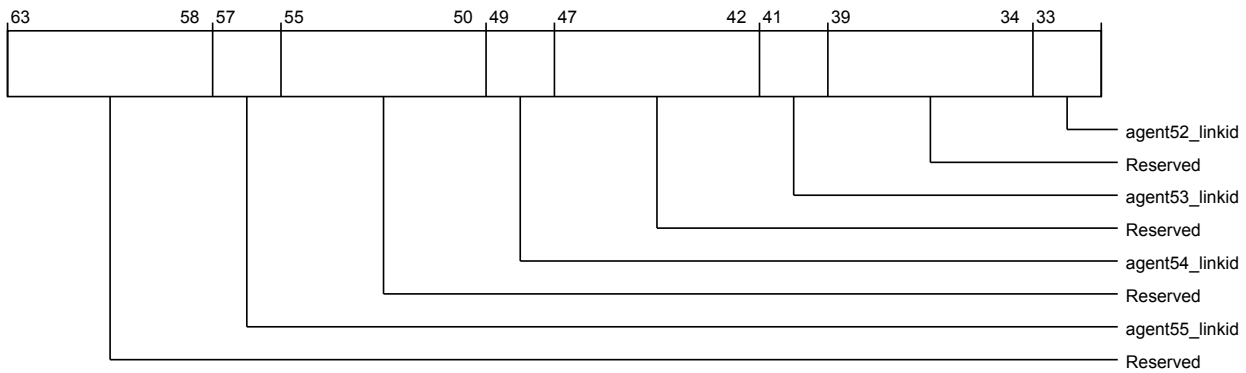 63 58 57 55 50 49 47 42 41 39 34 33
agent52_linkid
Reserved
agent53_linkid
Reserved
agent54_linkid
Reserved
agent55_linkid
Reserved